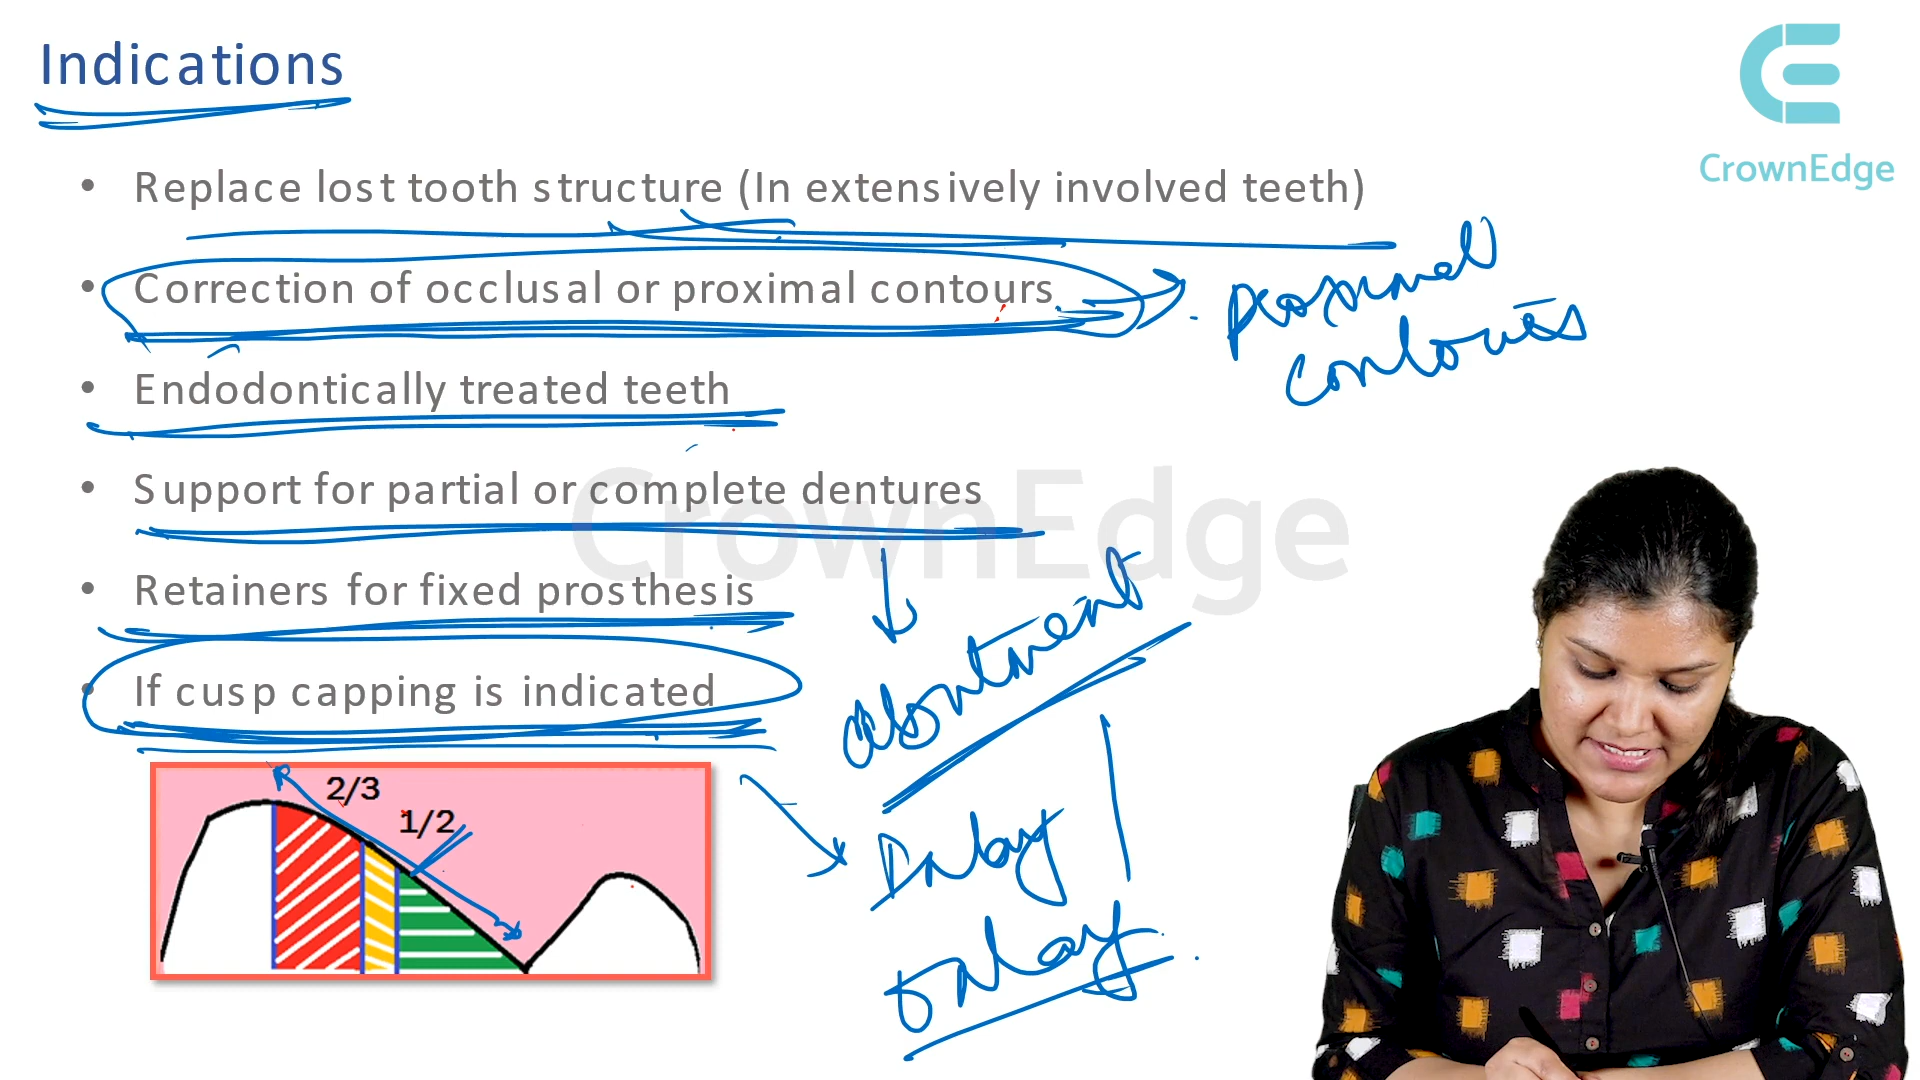 Indications
CrownEdge
• Replace lost tooth structure (In extensively involved teeth)
• Correction of occlusal or proximal contours
proximal
contours
• Endodontically treated teeth
• Support for partial or complete dentures
CrownEdge
• Retainers for fixed prosthesis
abutment
• If cusp capping is indicated
2/3
1/2
Inlay
Onlay